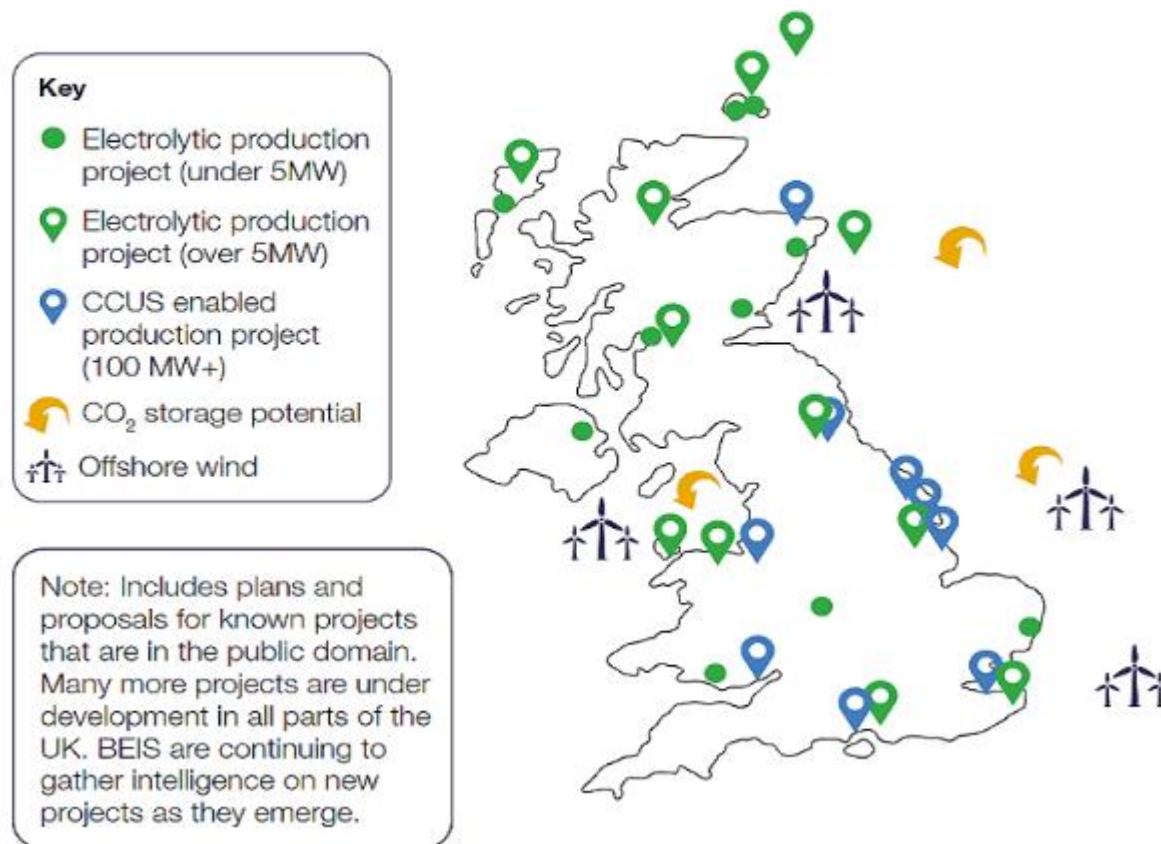 Key
Electrolytic production
project (under 5MW)
Electrolytic production
project (over 5MW)
CCUS enabled
production project
(100 MW+)
CO₂ storage potential
Offshore wind
Note: Includes plans and
proposals for known projects
that are in the public domain.
Many more projects are under
development in all parts of the
UK. BEIS are continuing to
gather intelligence on new
projects as they emerge.